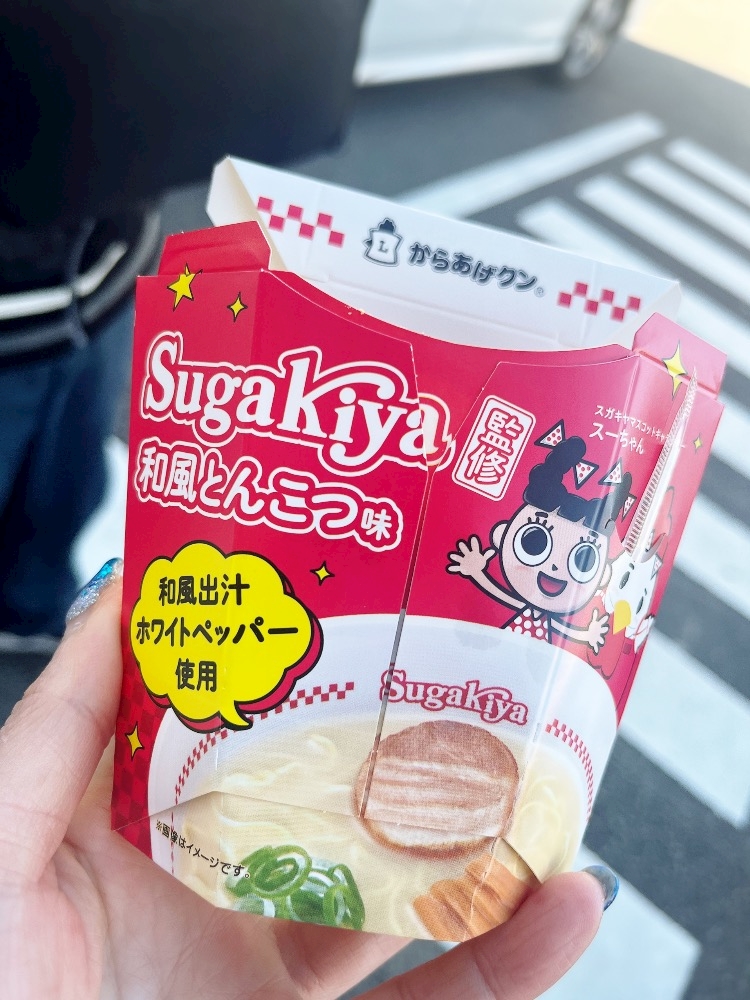 L からあげクン®
Sugakiya
監修
和風とんこつ味
スガキヤマスコットキャラクター
スーちゃん
和風出汁
ホワイトペッパー
使用
Sugakiya
※画像はイメージです。